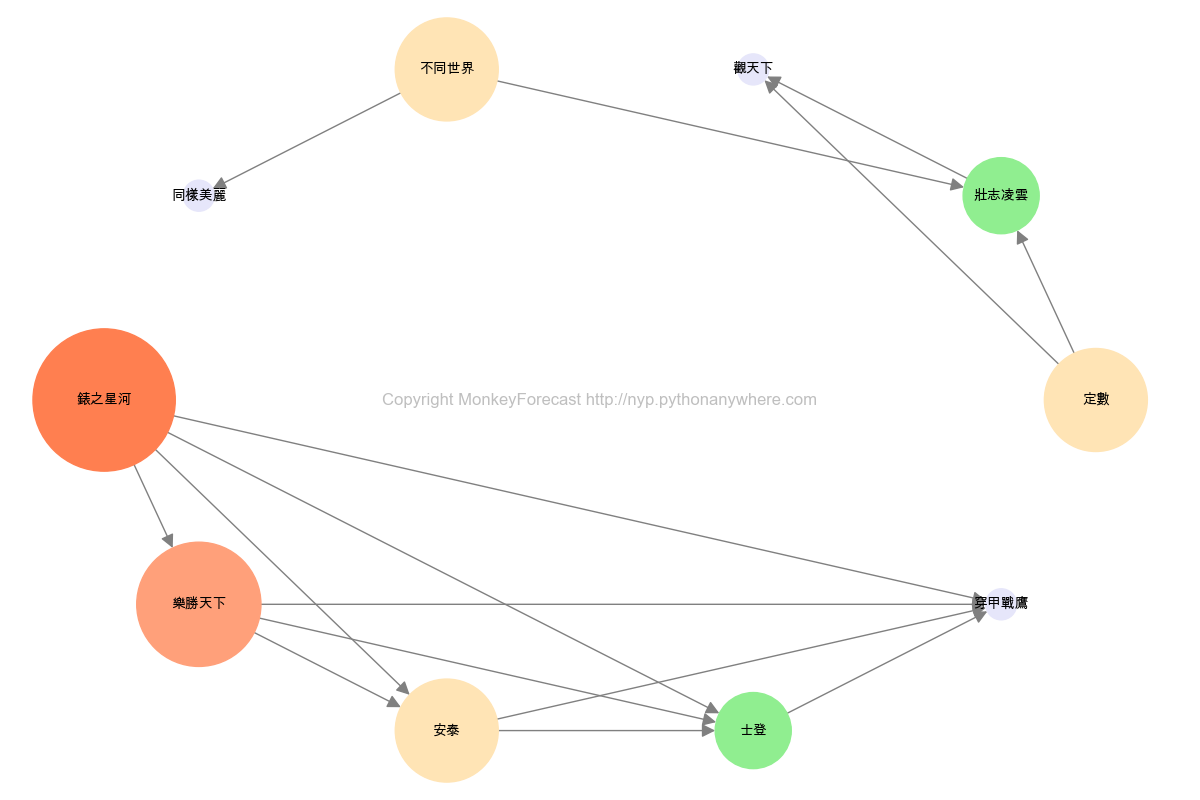 不同世界
觀天下
同樣美麗
壯志凌雲
錶之星河
Copyright MonkeyForecast http://nyp.pythonanywhere.com
定數
樂勝天下
穿甲戰鷹
安泰
士登